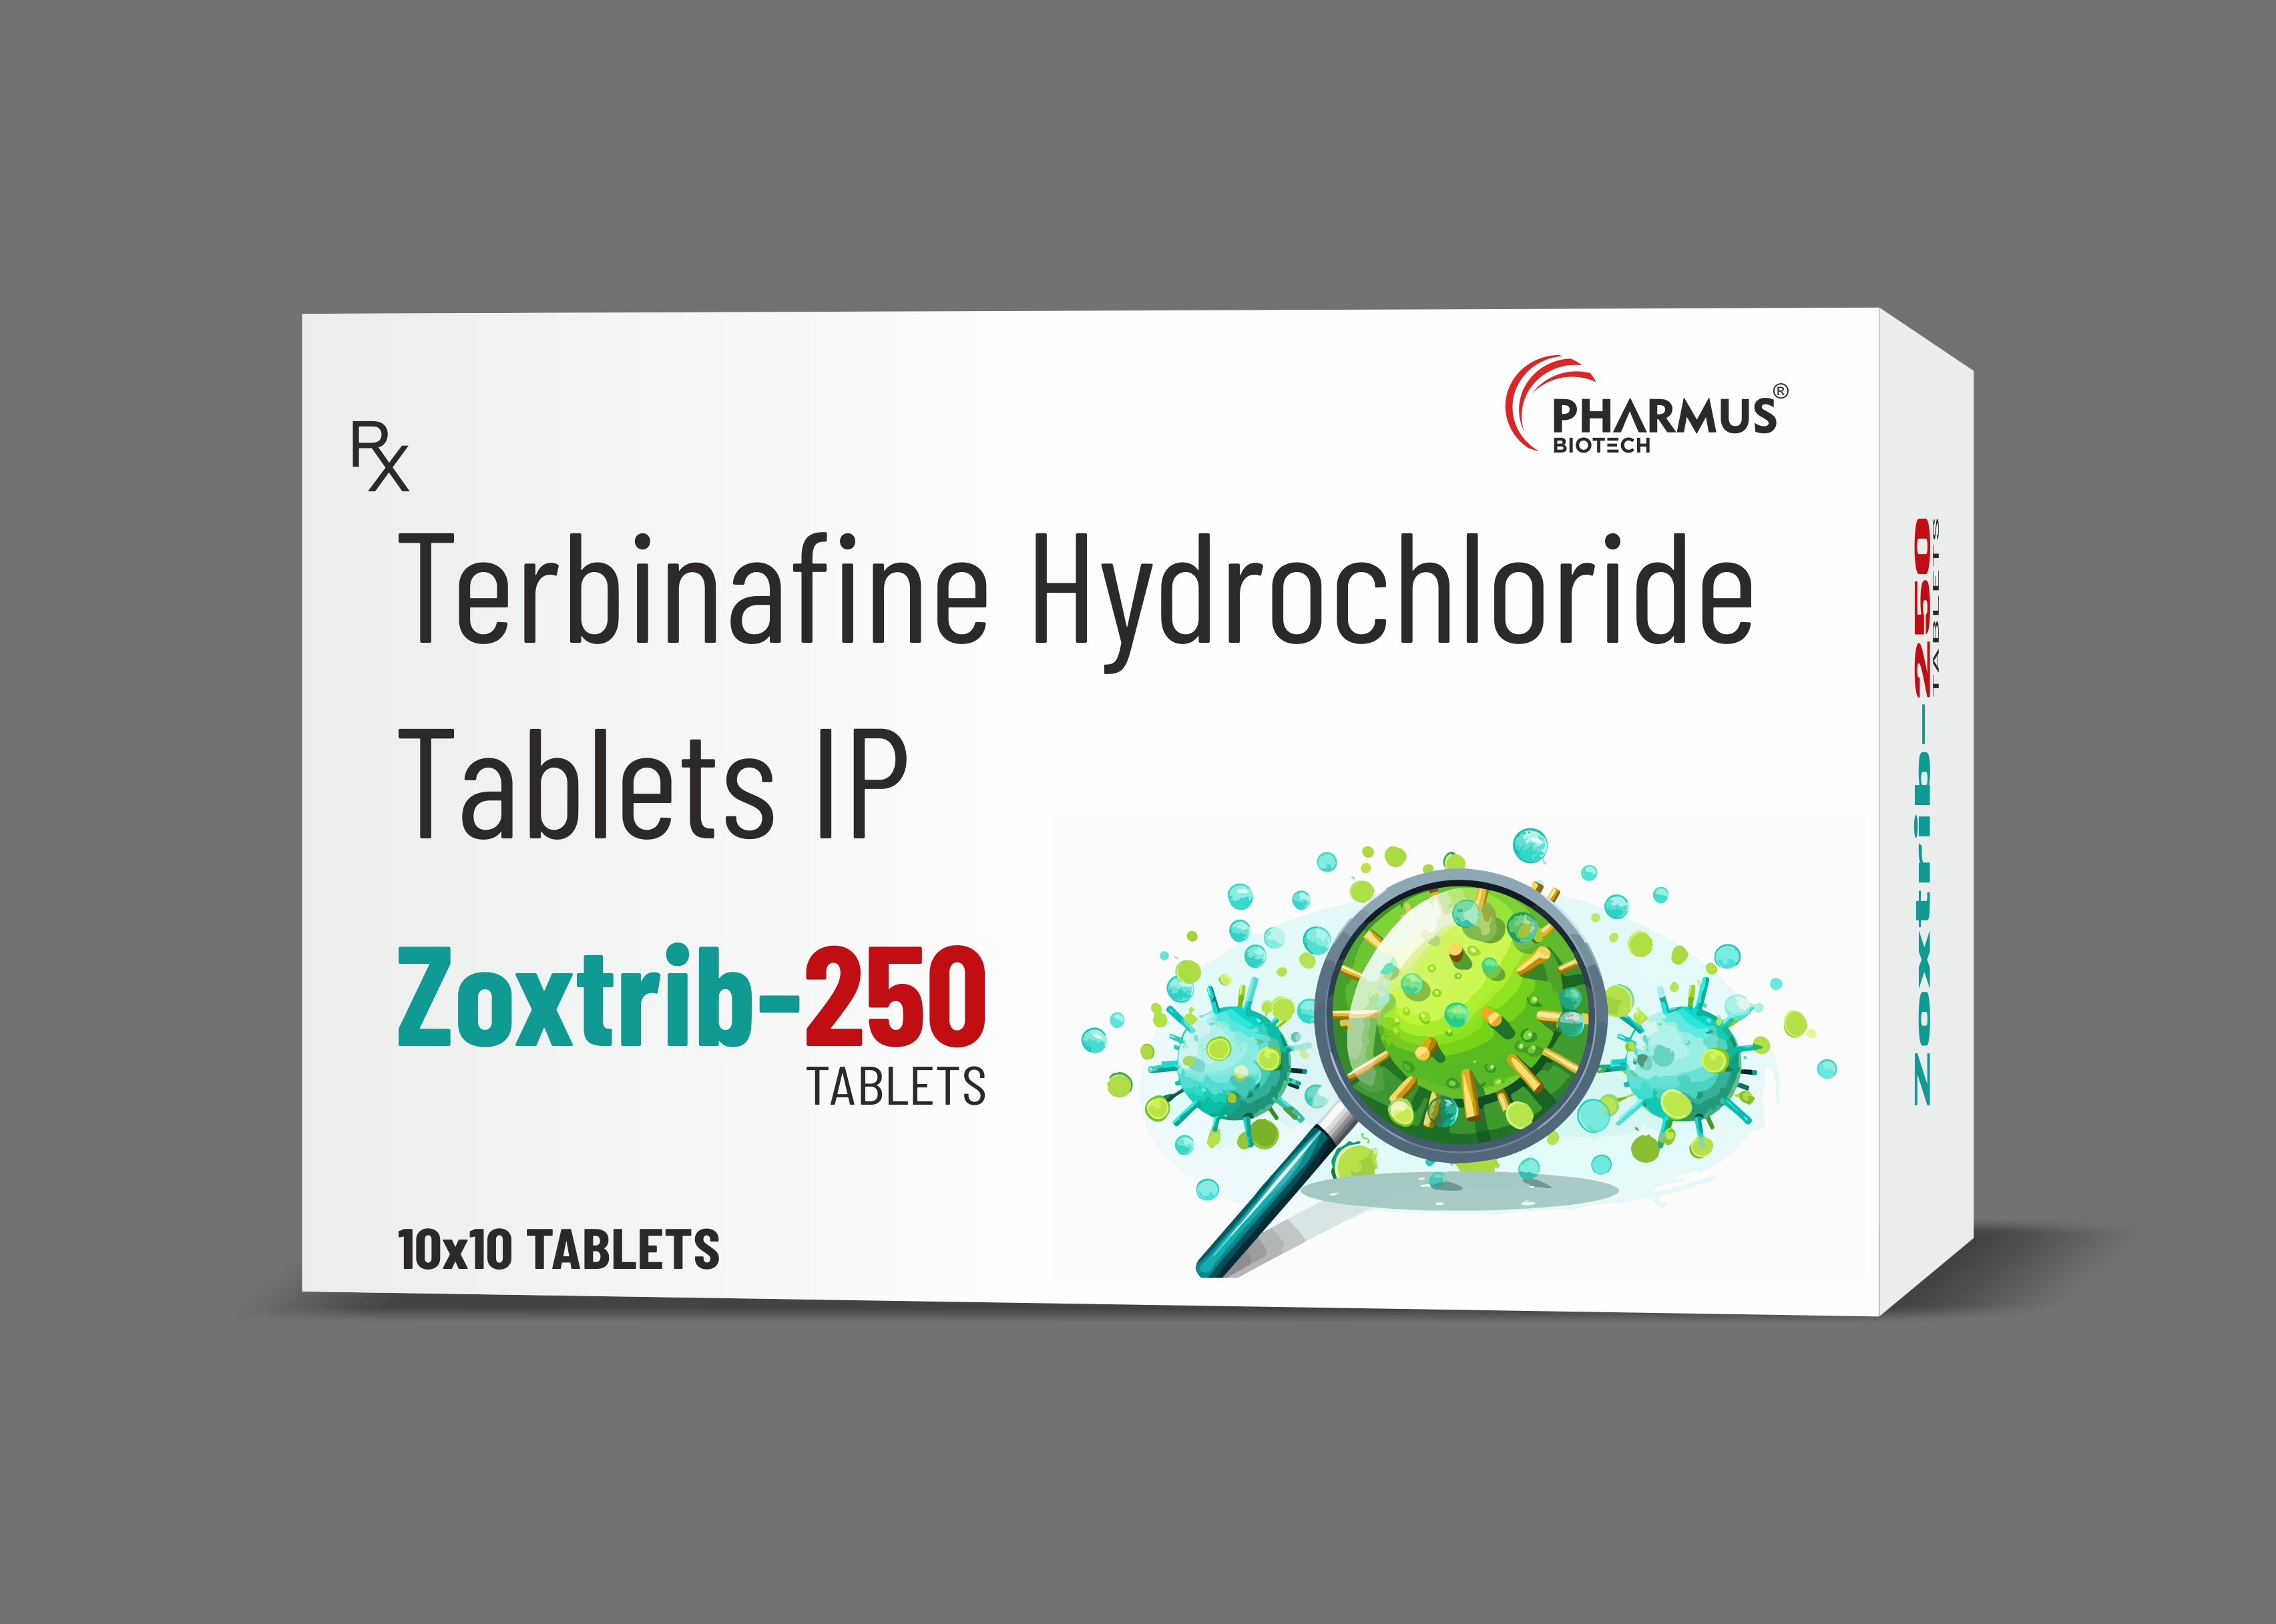 Rx
PHARMUS®
BIOTECH
Terbinafine Hydrochloride
Tablets IP
Zoxtrib-250
TABLETS
10x10 TABLETS
Zoxtrib-250
TABLETS